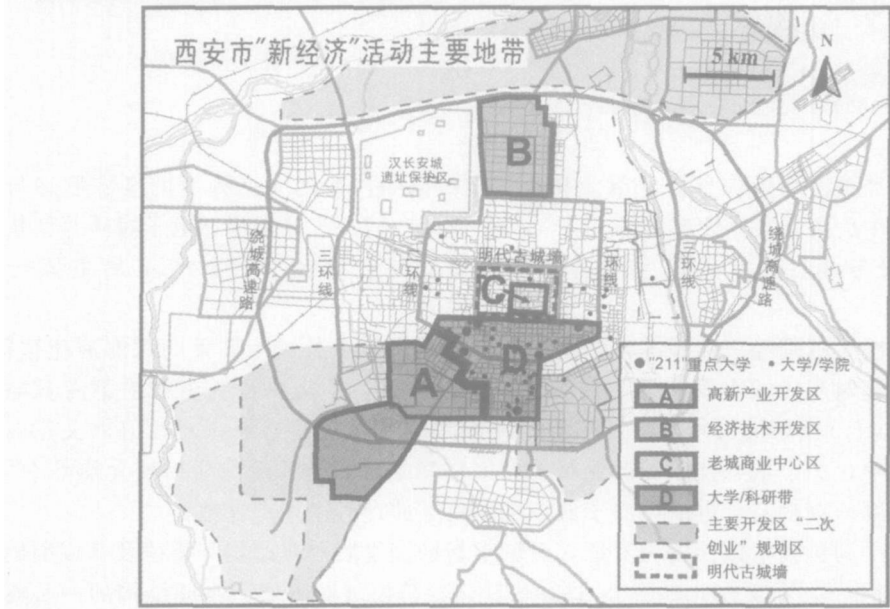 西安市"新经济"活动主要地带
5 km
N
B
汉长安城
遗址保护区
绕城高速路
三环线
二环线
明代古城墙
C
二环线
三环线
绕城高速路
A
D
"211"重点大学
大学/学院
A 高新产业开发区
B 经济技术开发区
C 老城商业中心区
D 大学/科研带
主要开发区“二次
创业”规划区
明代古城墙